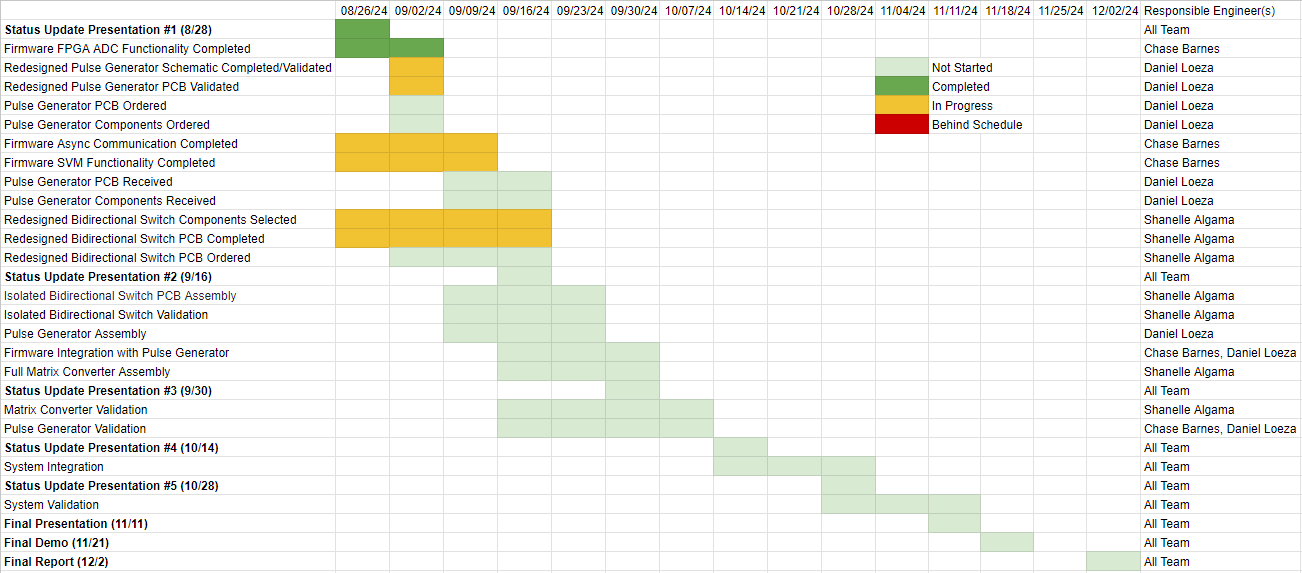 08/26/24 09/02/24 09/09/24 09/16/24 09/23/24 09/30/24 10/07/24 10/14/24 10/21/24 10/28/24 11/04/24 11/11/24 11/18/24 11/25/24 12/02/24 Responsible Engineer(s)
Status Update Presentation #1 (8/28) All Team
Firmware FPGA ADC Functionality Completed Chase Barnes
Redesigned Pulse Generator Schematic Completed/Validated Not Started Daniel Loeza
Redesigned Pulse Generator PCB Validated Completed Daniel Loeza
Pulse Generator PCB Ordered In Progress Daniel Loeza
Pulse Generator Components Ordered Behind Schedule Daniel Loeza
Firmware Async Communication Completed Chase Barnes
Firmware SVM Functionality Completed Chase Barnes
Pulse Generator PCB Received Daniel Loeza
Pulse Generator Components Received Daniel Loeza
Redesigned Bidirectional Switch Components Selected Shanelle Algama
Redesigned Bidirectional Switch PCB Completed Shanelle Algama
Redesigned Bidirectional Switch PCB Ordered Shanelle Algama
Status Update Presentation #2 (9/16) All Team
Isolated Bidirectional Switch PCB Assembly Shanelle Algama
Isolated Bidirectional Switch Validation Shanelle Algama
Pulse Generator Assembly Daniel Loeza
Firmware Integration with Pulse Generator Chase Barnes, Daniel Loeza
Full Matrix Converter Assembly Shanelle Algama
Status Update Presentation #3 (9/30) All Team
Matrix Converter Validation Shanelle Algama
Pulse Generator Validation Chase Barnes, Daniel Loeza
Status Update Presentation #4 (10/14) All Team
System Integration All Team
Status Update Presentation #5 (10/28) All Team
System Validation All Team
Final Presentation (11/11) All Team
Final Demo (11/21) All Team
Final Report (12/2) All Team